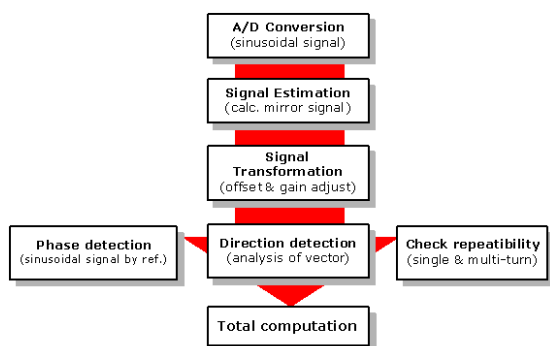 A/D Conversion
(sinusoidal signal)
Signal Estimation
(calc. mirror signal)
Signal
Transformation
(offset & gain adjust)
Phase detection
(sinusoidal signal by ref.)
Direction detection
(analysis of vector)
Check repeatibility
(single & multi-turn)
Total computation